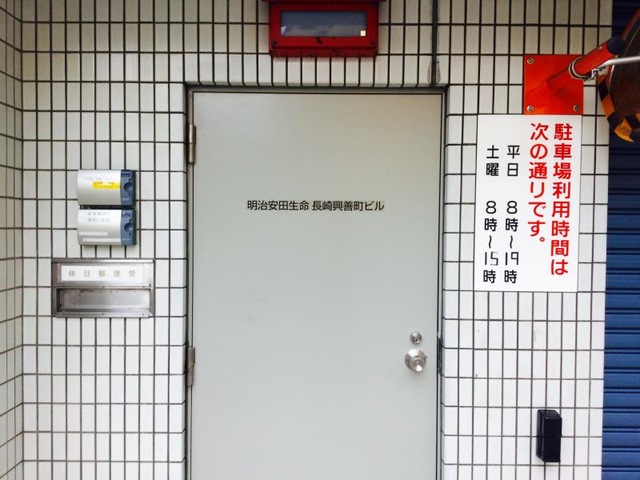 明治安田生命 長崎興善町ビル
駐車場利用時間は
次の通りです。
平日 8時〜19時
土曜 8時〜15時
休日郵便受